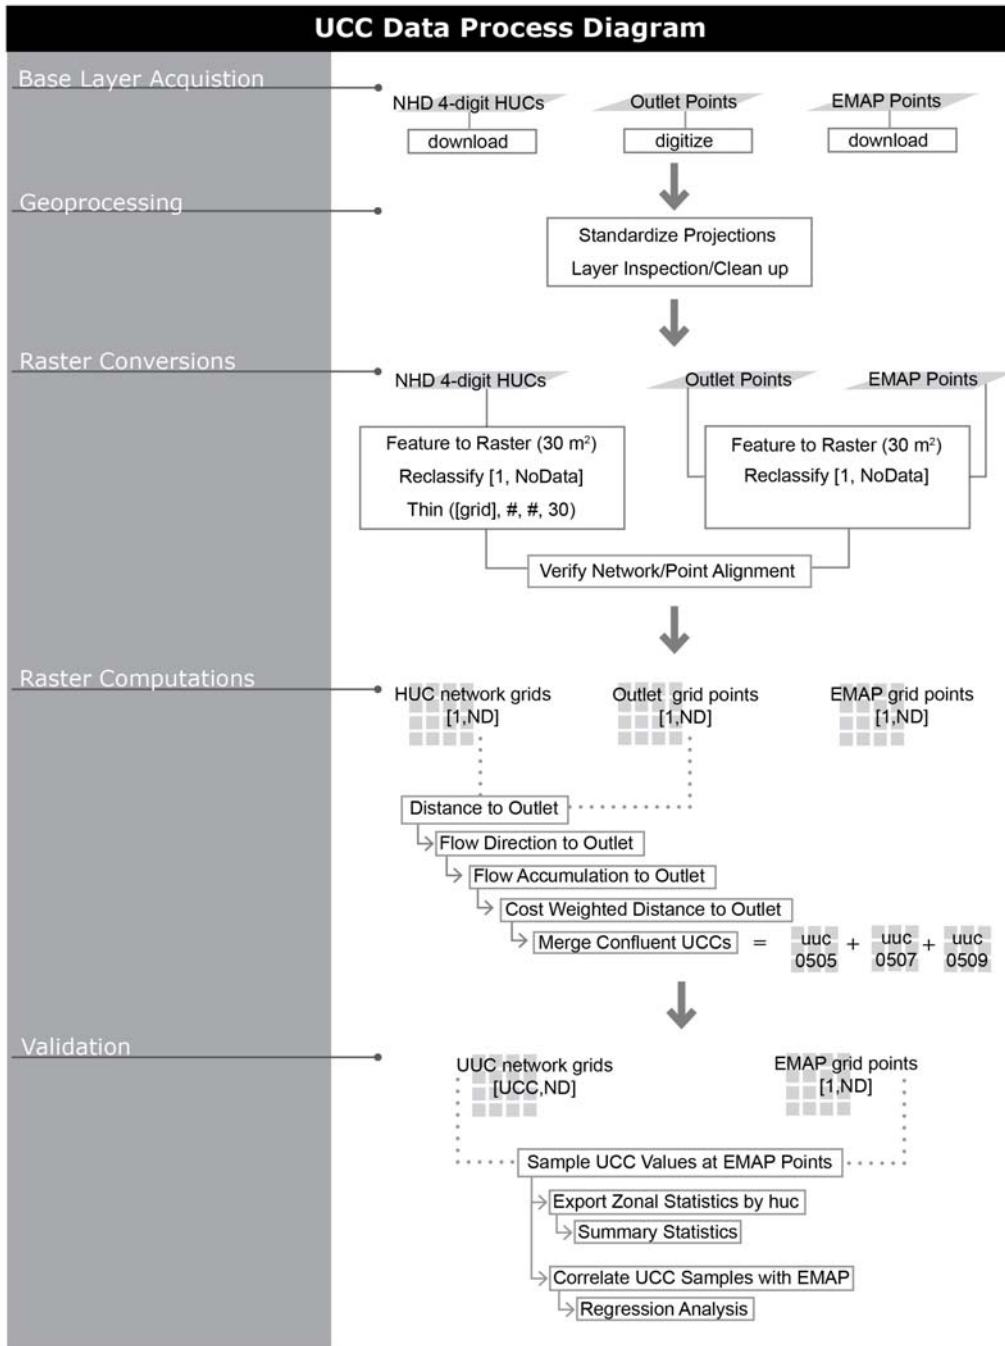 UCC Data Process Diagram
Base Layer Acquistion
NHD 4-digit HUCs
Outlet Points
EMAP Points
download
digitize
download
Geoprocessing
Standardize Projections
Layer Inspection/Clean up
Raster Conversions
NHD 4-digit HUCs
Outlet Points
EMAP Points
Feature to Raster (30 m²)
Reclassify [1, NoData]
Thin ([grid], #, #, 30)
Feature to Raster (30 m²)
Reclassify [1, NoData]
Verify Network/Point Alignment
Raster Computations
HUC network grids
[1,ND]
Outlet grid points
[1,ND]
EMAP grid points
[1,ND]
Distance to Outlet
Flow Direction to Outlet
Flow Accumulation to Outlet
Cost Weighted Distance to Outlet
Merge Confluent UCCs = uuc 0505 + uuc 0507 + uuc 0509
Validation
UUC network grids
[UCC,ND]
EMAP grid points
[1,ND]
Sample UCC Values at EMAP Points
Export Zonal Statistics by huc
Summary Statistics
Correlate UCC Samples with EMAP
Regression Analysis